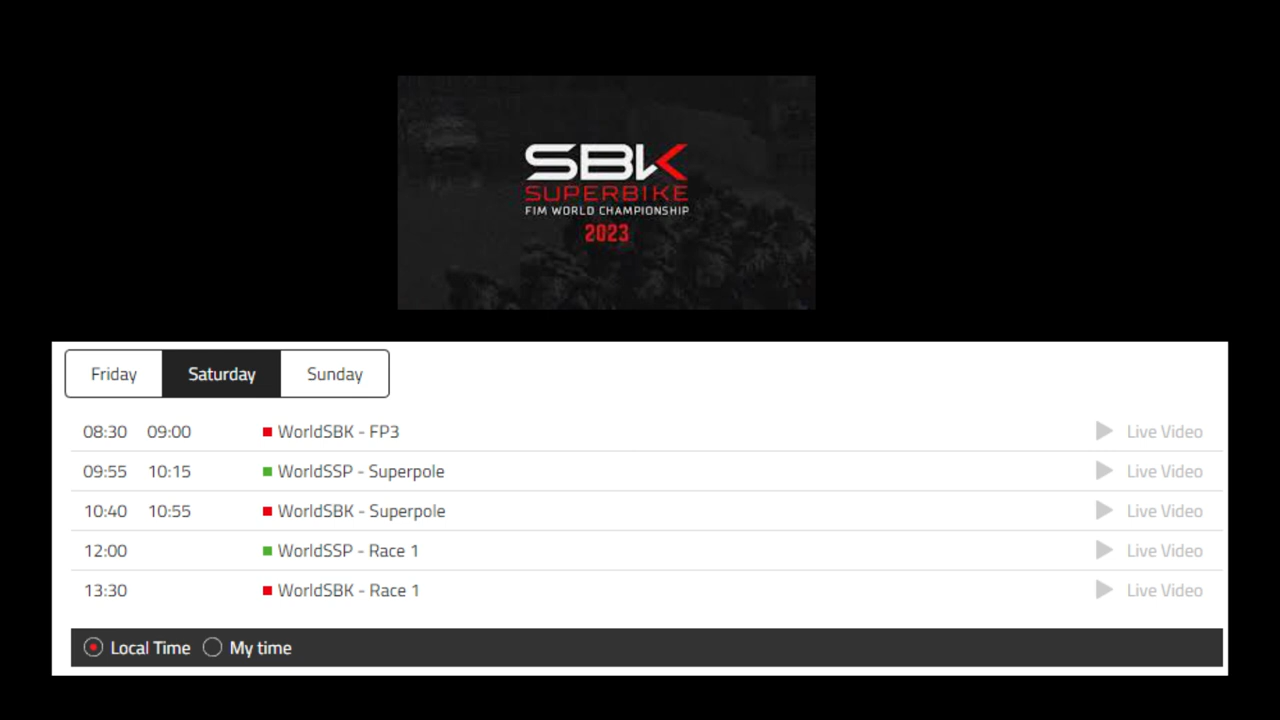 SBK
SUPERBIKE
FIM WORLD CHAMPIONSHIP
2023
Friday Saturday Sunday
08:30 09:00 WorldSBK - FP3 Live Video
09:55 10:15 WorldSSP - Superpole Live Video
10:40 10:55 WorldSBK - Superpole Live Video
12:00 WorldSSP - Race 1 Live Video
13:30 WorldSBK - Race 1 Live Video
Local Time My time